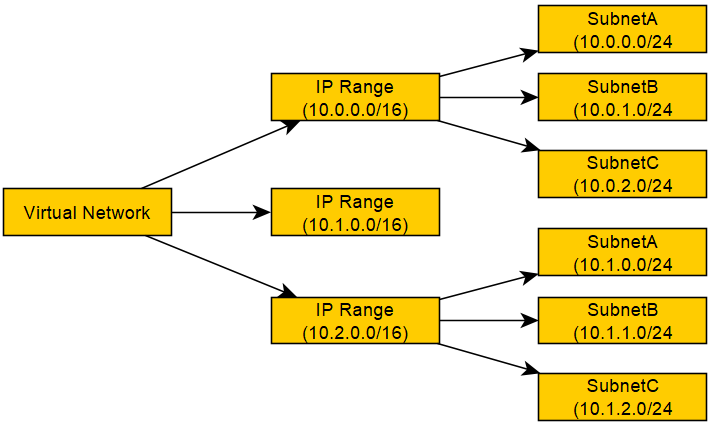 SubnetA
(10.0.0.0/24
IP Range
(10.0.0.0/16)
SubnetB
(10.0.1.0/24
SubnetC
(10.0.2.0/24
Virtual Network
IP Range
(10.1.0.0/16)
SubnetA
(10.1.0.0/24
IP Range
(10.2.0.0/16)
SubnetB
(10.1.1.0/24
SubnetC
(10.1.2.0/24